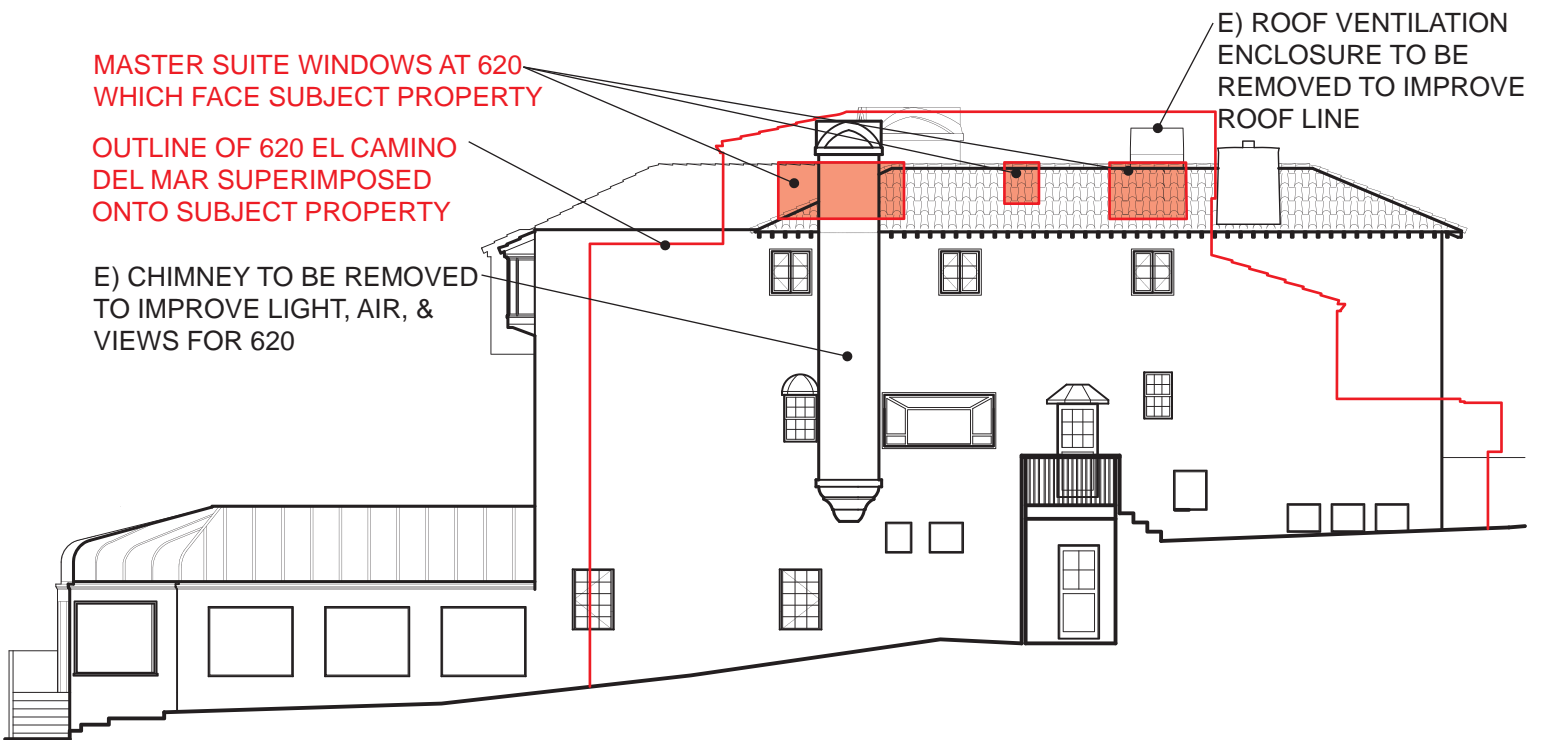 MASTER SUITE WINDOWS AT 620
WHICH FACE SUBJECT PROPERTY
OUTLINE OF 620 EL CAMINO
DEL MAR SUPERIMPOSED
ONTO SUBJECT PROPERTY
E) CHIMNEY TO BE REMOVED
TO IMPROVE LIGHT, AIR, &
VIEWS FOR 620
E) ROOF VENTILATION
ENCLOSURE TO BE
REMOVED TO IMPROVE
ROOF LINE